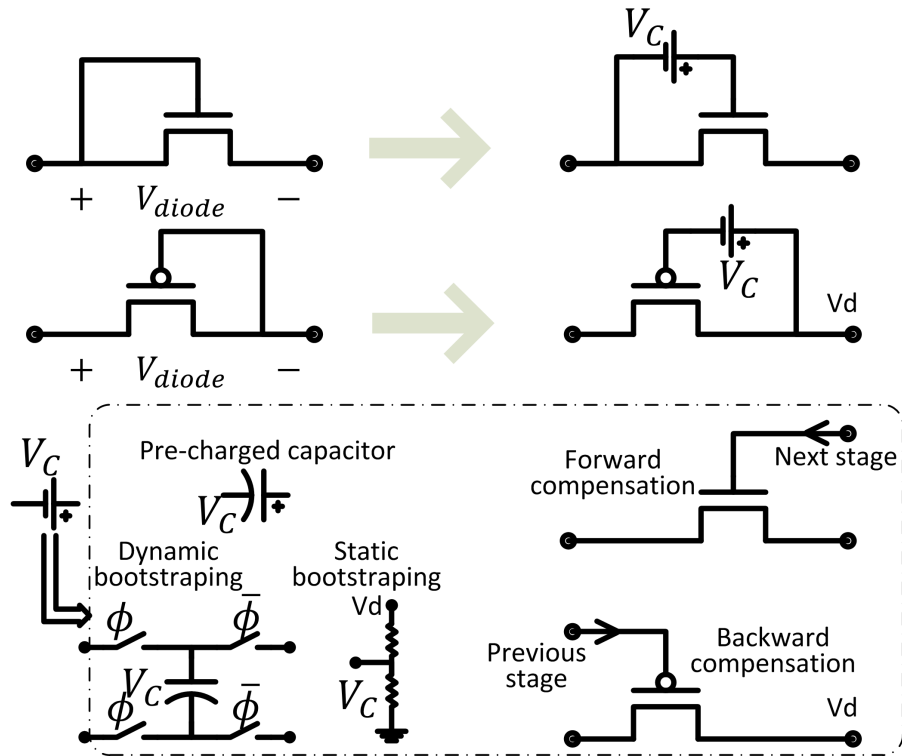 V_C
+
+ V_diode −
+
V_C
Vd
+ V_diode −
V_C
+
Pre-charged capacitor
V_C
+
Forward
compensation
Next stage
Dynamic
bootstraping
Static
bootstraping
ϕ
ϕ̅
Vd
V_C
V_C
ϕ
ϕ̅
Previous
stage
Backward
compensation
Vd